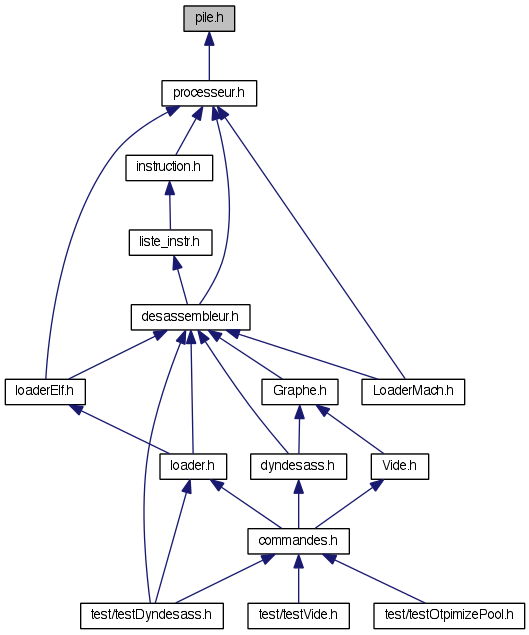 pile.h
processeur.h
instruction.h
liste_instr.h
desassembleur.h
loaderElf.h
Graphe.h
LoaderMach.h
loader.h
dyndesass.h
Vide.h
commandes.h
test/testDyndesass.h
test/testVide.h
test/testOtpimizePool.h